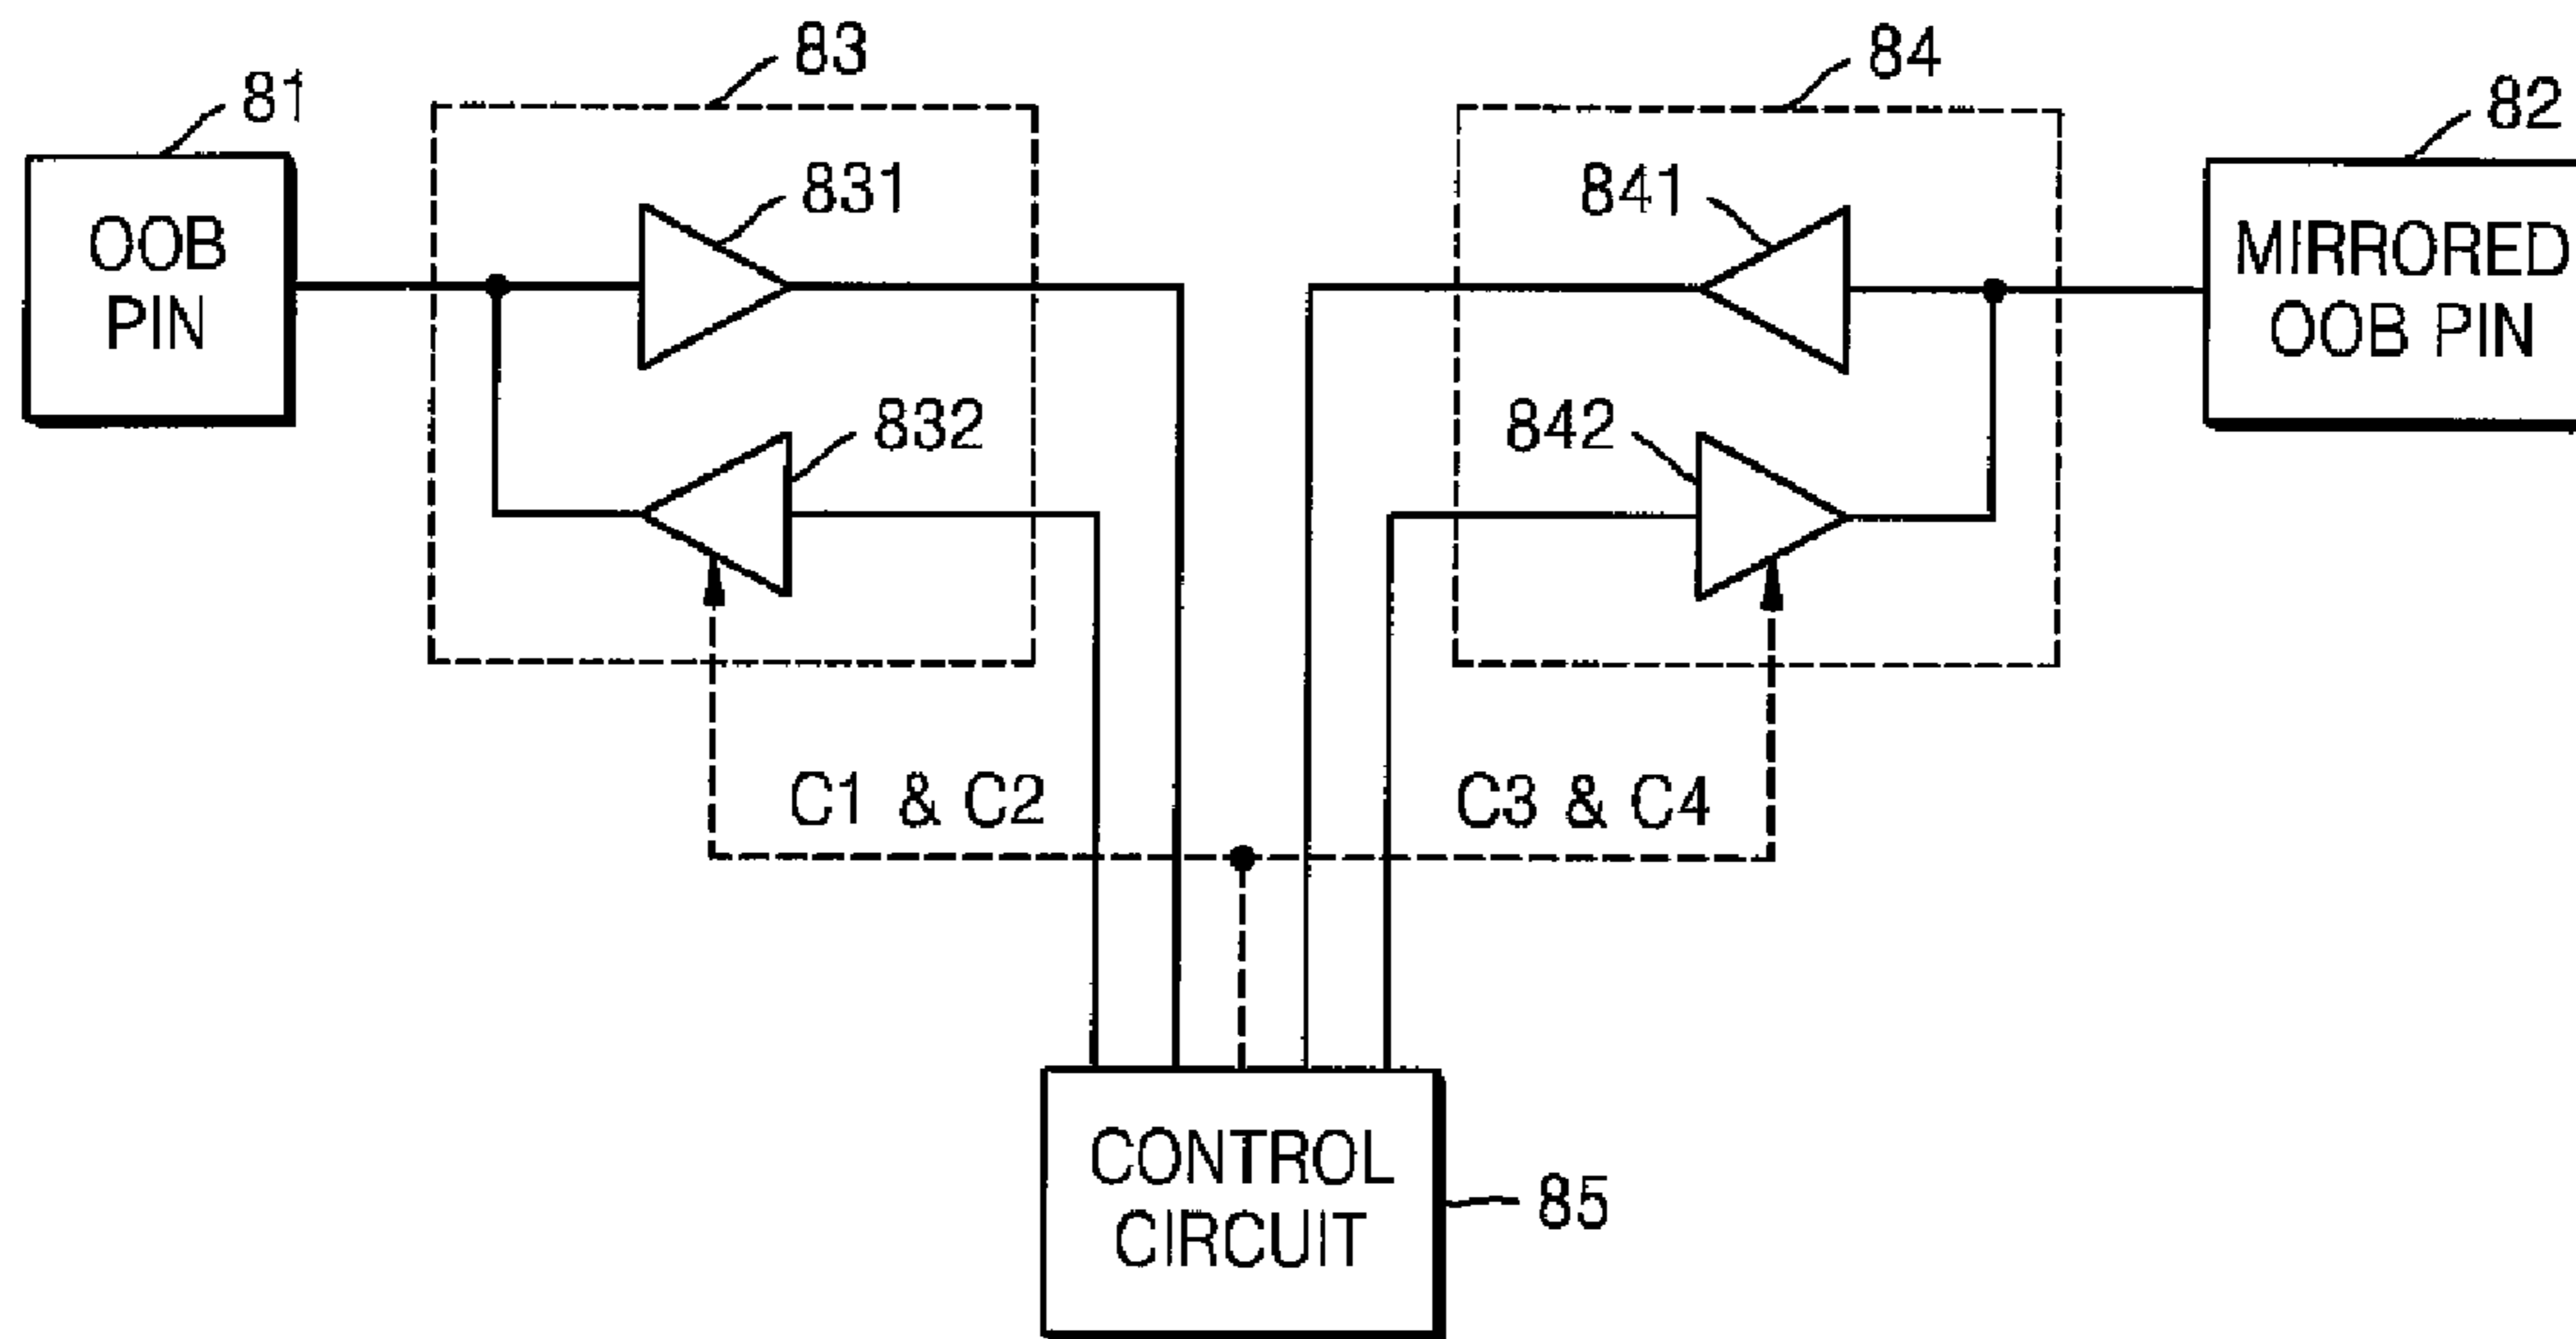 83
84
81
82
831
841
OOB
PIN
MIRRORED
OOB PIN
832
842
C1 & C2
C3 & C4
CONTROL
CIRCUIT
85